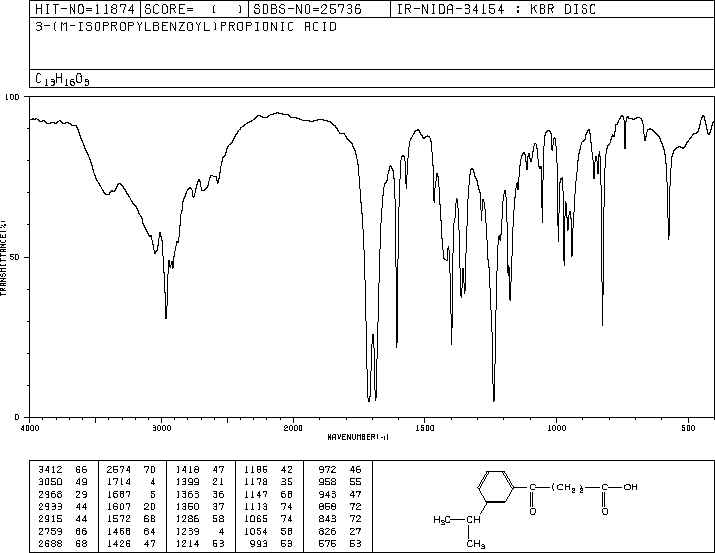 HIT-NO=11874 SCORE= ( ) SDBS-NO=25736 IR-NIDA-34154 : KBR DISC
3-(M-ISOPROPYLBENZOYL)PROPIONIC ACID
C13H16O3
100
50
0
TRANSMITTANCE(%)
4000 3000 2000 1500 1000 500
WAVENUMBER(-1)
3412 66 2574 70 1418 47 1186 42 972 46
3050 49 1714 4 1399 21 1178 35 958 55
2968 29 1687 5 1363 36 1147 68 943 47
2939 44 1607 20 1350 37 1113 74 858 72
2915 44 1572 68 1286 58 1065 74 843 72
2759 66 1468 64 1239 4 1054 58 826 27
2688 68 1426 47 1214 53 993 53 575 53
C (CH2)2 C OH
O O
H3C CH
CH3